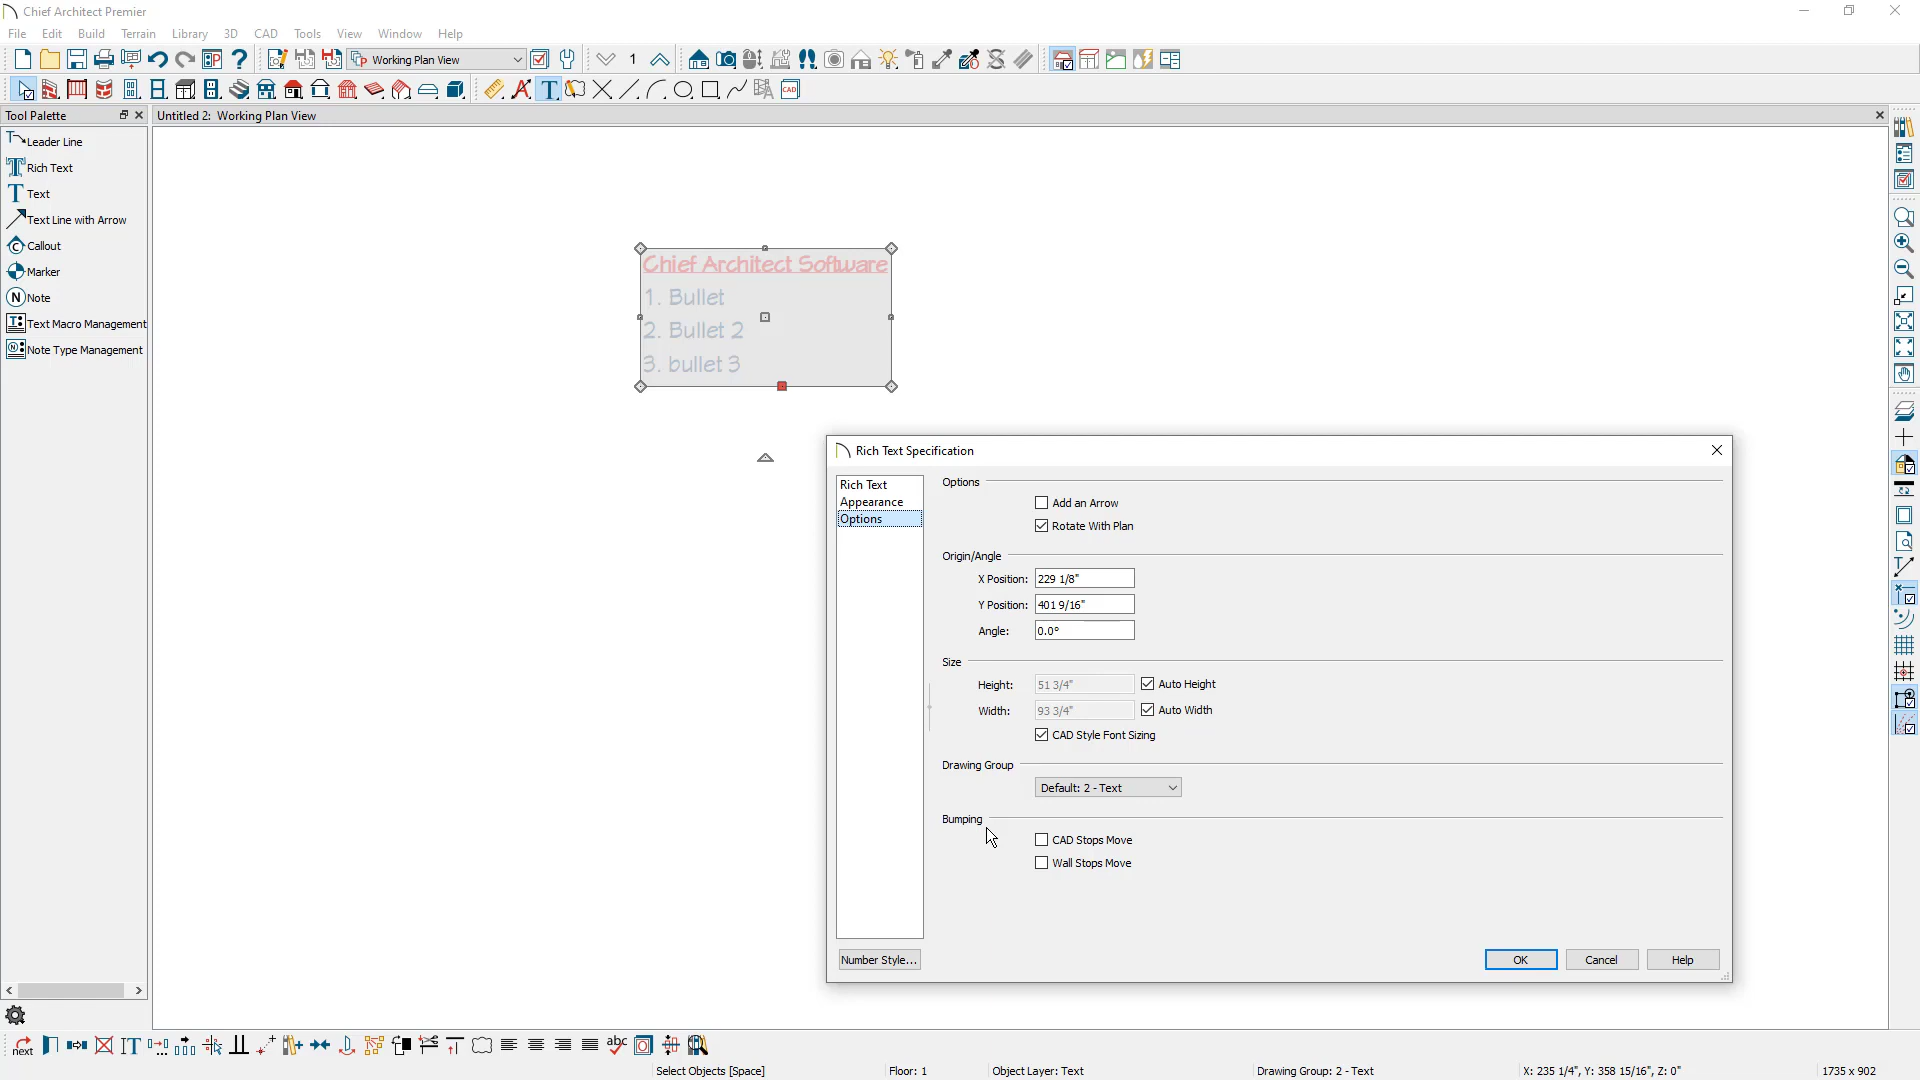 Chief Architect Premier
File Edit Build Terrain Library 3D CAD Tools View Window Help
Working Plan View
1
Tool Palette
Untitled 2: Working Plan View
Leader Line
Rich Text
Text
Text Line with Arrow
Callout
Marker
Note
Text Macro Management
Note Type Management
Chief Architect Software
1. Bullet
2. Bullet 2
3. bullet 3
Rich Text Specification
Rich Text
Appearance
Options
Options
Add an Arrow
Rotate With Plan
Origin/Angle
X Position: 229 1/8"
Y Position: 401 9/16"
Angle: 0.0°
Size
Height: 51 3/4" Auto Height
Width: 93 3/4" Auto Width
CAD Style Font Sizing
Drawing Group
Default: 2 - Text
Bumping
CAD Stops Move
Wall Stops Move
Number Style... OK Cancel Help
next
abc
Select Objects [Space] Floor: 1 Object Layer: Text Drawing Group: 2 - Text X: 235 1/4", Y: 358 15/16", Z: 0" 1735 x 902